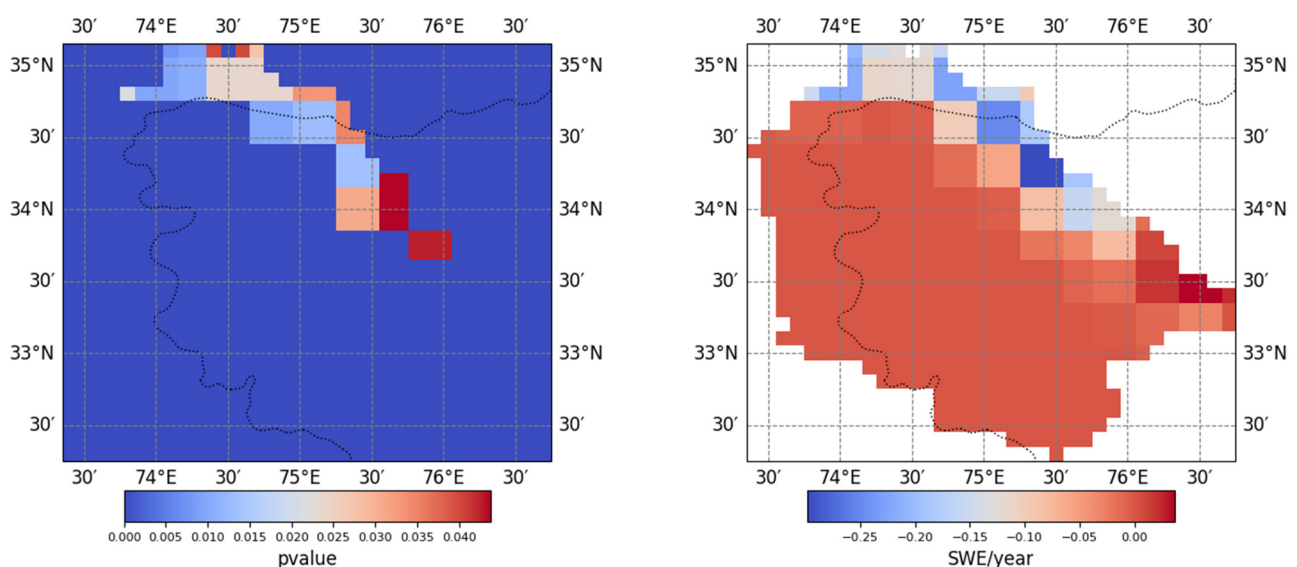 30′ 74°E 30′ 75°E 30′ 76°E 30′
30′ 74°E 30′ 75°E 30′ 76°E 30′
35°N 35°N 35°N 35°N
30′ 30′ 30′ 30′
34°N 34°N 34°N 34°N
30′ 30′ 30′ 30′
33°N 33°N 33°N 33°N
30′ 30′ 30′ 30′
30′ 74°E 30′ 75°E 30′ 76°E 30′
30′ 74°E 30′ 75°E 30′ 76°E 30′
0.000 0.005 0.010 0.015 0.020 0.025 0.030 0.035 0.040
pvalue
−0.25 −0.20 −0.15 −0.10 −0.05 0.00
SWE/year